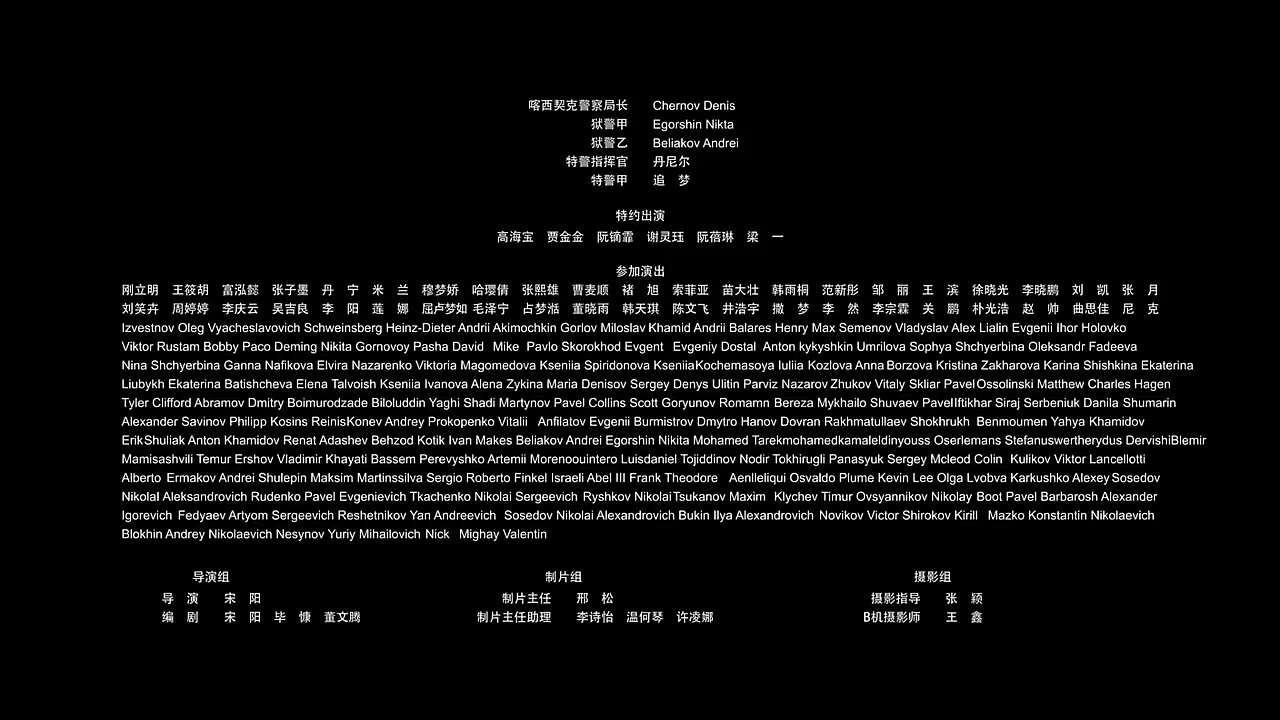 喀西契克警察局长 Chernov Denis
狱警甲 Egorshin Nikta
狱警乙 Beliakov Andrei
特警指挥官 丹尼尔
特警甲 追 梦
特约出演
高海宝 贾金金 阮镝霏 谢灵珏 阮蓓琳 梁 一
参加演出
刚立明 王筱胡 富泓懿 张子墨 丹 宁 米 兰 穆梦娇 哈璎倩 张熙雄 曹麦顺 褚 旭 索菲亚 苗大壮 韩雨桐 范新彤 邹 丽 王 滨 徐晓光 李晓鹏 刘 凯 张 月
刘笑卉 周婷婷 李庆云 吴吉良 李 阳 莲 娜 屈卢梦如 毛泽宁 占梦湉 董晓雨 韩天琪 陈文飞 井浩宇 撒 梦 李 然 李宗霖 关 鹏 朴光浩 赵 帅 曲思佳 尼 克
Izvestnov Oleg Vyacheslavovich Schweinsberg Heinz-Dieter Andrii Akimochkin Gorlov Miloslav Khamid Andrii Balares Henry Max Semenov Vladyslav Alex Lialin Evgenii Ihor Holovko
Viktor Rustam Bobby Paco Deming Nikita Gornovoy Pasha David Mike Pavlo Skorokhod Evgent Evgeniy Dostal Anton kykyshkin Umrilova Sophya Shchyerbina Oleksandr Fadeeva
Nina Shchyerbina Ganna Nafikova Elvira Nazarenko Viktoria Magomedova Kseniia Spiridonova KseniiaKochemasoya Iuliia Kozlova Anna Borzova Kristina Zakharova Karina Shishkina Ekaterina
Liubykh Ekaterina Batishcheva Elena Talvoish Kseniia Ivanova Alena Zykina Maria Denisov Sergey Denys Ulitin Parviz Nazarov Zhukov Vitaly Skliar PavelOssolinski Matthew Charles Hagen
Tyler Clifford Abramov Dmitry Boimurodzade Biloluddin Yaghi Shadi Martynov Pavel Collins Scott Goryunov Romamn Bereza Mykhailo Shuvaev PavelIftikhar Siraj Serbeniuk Danila Shumarin
Alexander Savinov Philipp Kosins ReinisKonev Andrey Prokopenko Vitalii Anfilatov Evgenii Burmistrov Dmytro Hanov Dovran Rakhmatullaev Shokhrukh Benmoumen Yahya Khamidov
ErikShuliak Anton Khamidov Renat Adashev Behzod Kotik Ivan Makes Beliakov Andrei Egorshin Nikita Mohamed Tarekmohamedkamaleldinyouss Oserlemans Stefanuswertherydus DervishiBlemir
Mamisashvili Temur Ershov Vladimir Khayati Bassem Perevyshko Artemii Morenoouintero Luisdaniel Tojiddinov Nodir Tokhirugli Panasyuk Sergey Mcleod Colin Kulikov Viktor Lancellotti
Alberto Ermakov Andrei Shulepin Maksim Martinssilva Sergio Roberto Finkel Israeli Abel III Frank Theodore Aenlleliqui Osvaldo Plume Kevin Lee Olga Lvobva Karkushko Alexey Sosedov
Nikolal Aleksandrovich Rudenko Pavel Evgenievich Tkachenko Nikolai Sergeevich Ryshkov NikolaiTsukanov Maxim Klychev Timur Ovsyannikov Nikolay Boot Pavel Barbarosh Alexander
Igorevich Fedyaev Artyom Sergeevich Reshetnikov Yan Andreevich Sosedov Nikolai Alexandrovich Bukin Ilya Alexandrovich Novikov Victor Shirokov Kirill Mazko Konstantin Nikolaevich
Blokhin Andrey Nikolaevich Nesynov Yuriy Mihailovich Nick Mighay Valentin
导演组 制片组 摄影组
导 演 宋 阳 制片主任 邢 松 摄影指导 张 颖
编 剧 宋 阳 毕 慷 董文腾 制片主任助理 李诗怡 温何琴 许凌娜 B机摄影师 王 鑫